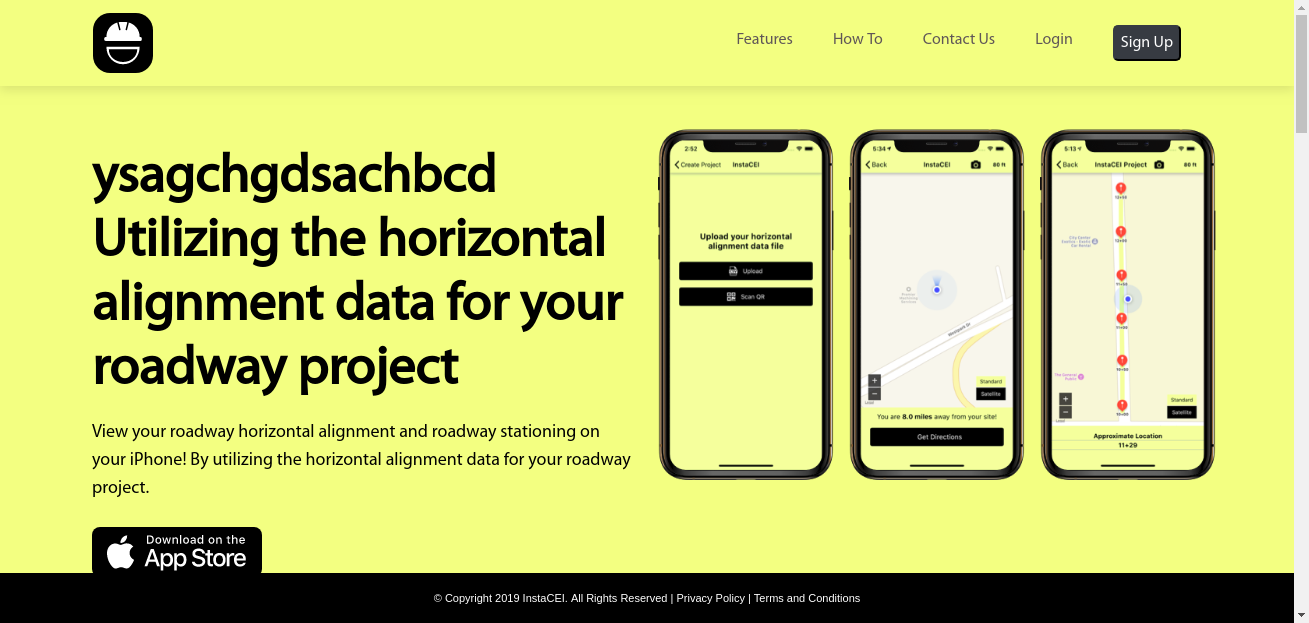 Features How To Contact Us Login Sign Up
ysagchgdsachbcd
Utilizing the horizontal
alignment data for your
roadway project
View your roadway horizontal alignment and roadway stationing on
your iPhone! By utilizing the horizontal alignment data for your roadway
project.
Download on the
App Store
2:52
Create Project InstaCEI
Upload your horizontal
alignment data file
Upload
Scan QR
5:34
Back InstaCEI 80 ft
Westpark Dr
+
−
Legal
Standard
Satellite
You are 8.0 miles away from your site!
Get Directions
5:13
Back InstaCEI Project 80 ft
13+00
12+00
11+00
10+00
+
−
Standard
Satellite
Approximate Location
11+29
© Copyright 2019 InstaCEI. All Rights Reserved | Privacy Policy | Terms and Conditions